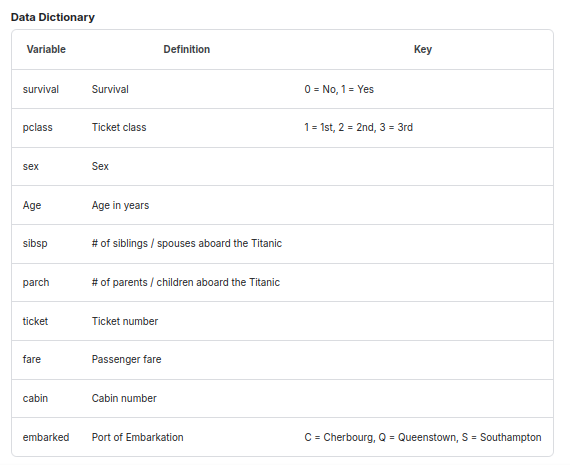 Data Dictionary
Variable Definition Key
survival Survival 0 = No, 1 = Yes
pclass Ticket class 1 = 1st, 2 = 2nd, 3 = 3rd
sex Sex
Age Age in years
sibsp # of siblings / spouses aboard the Titanic
parch # of parents / children aboard the Titanic
ticket Ticket number
fare Passenger fare
cabin Cabin number
embarked Port of Embarkation C = Cherbourg, Q = Queenstown, S = Southampton